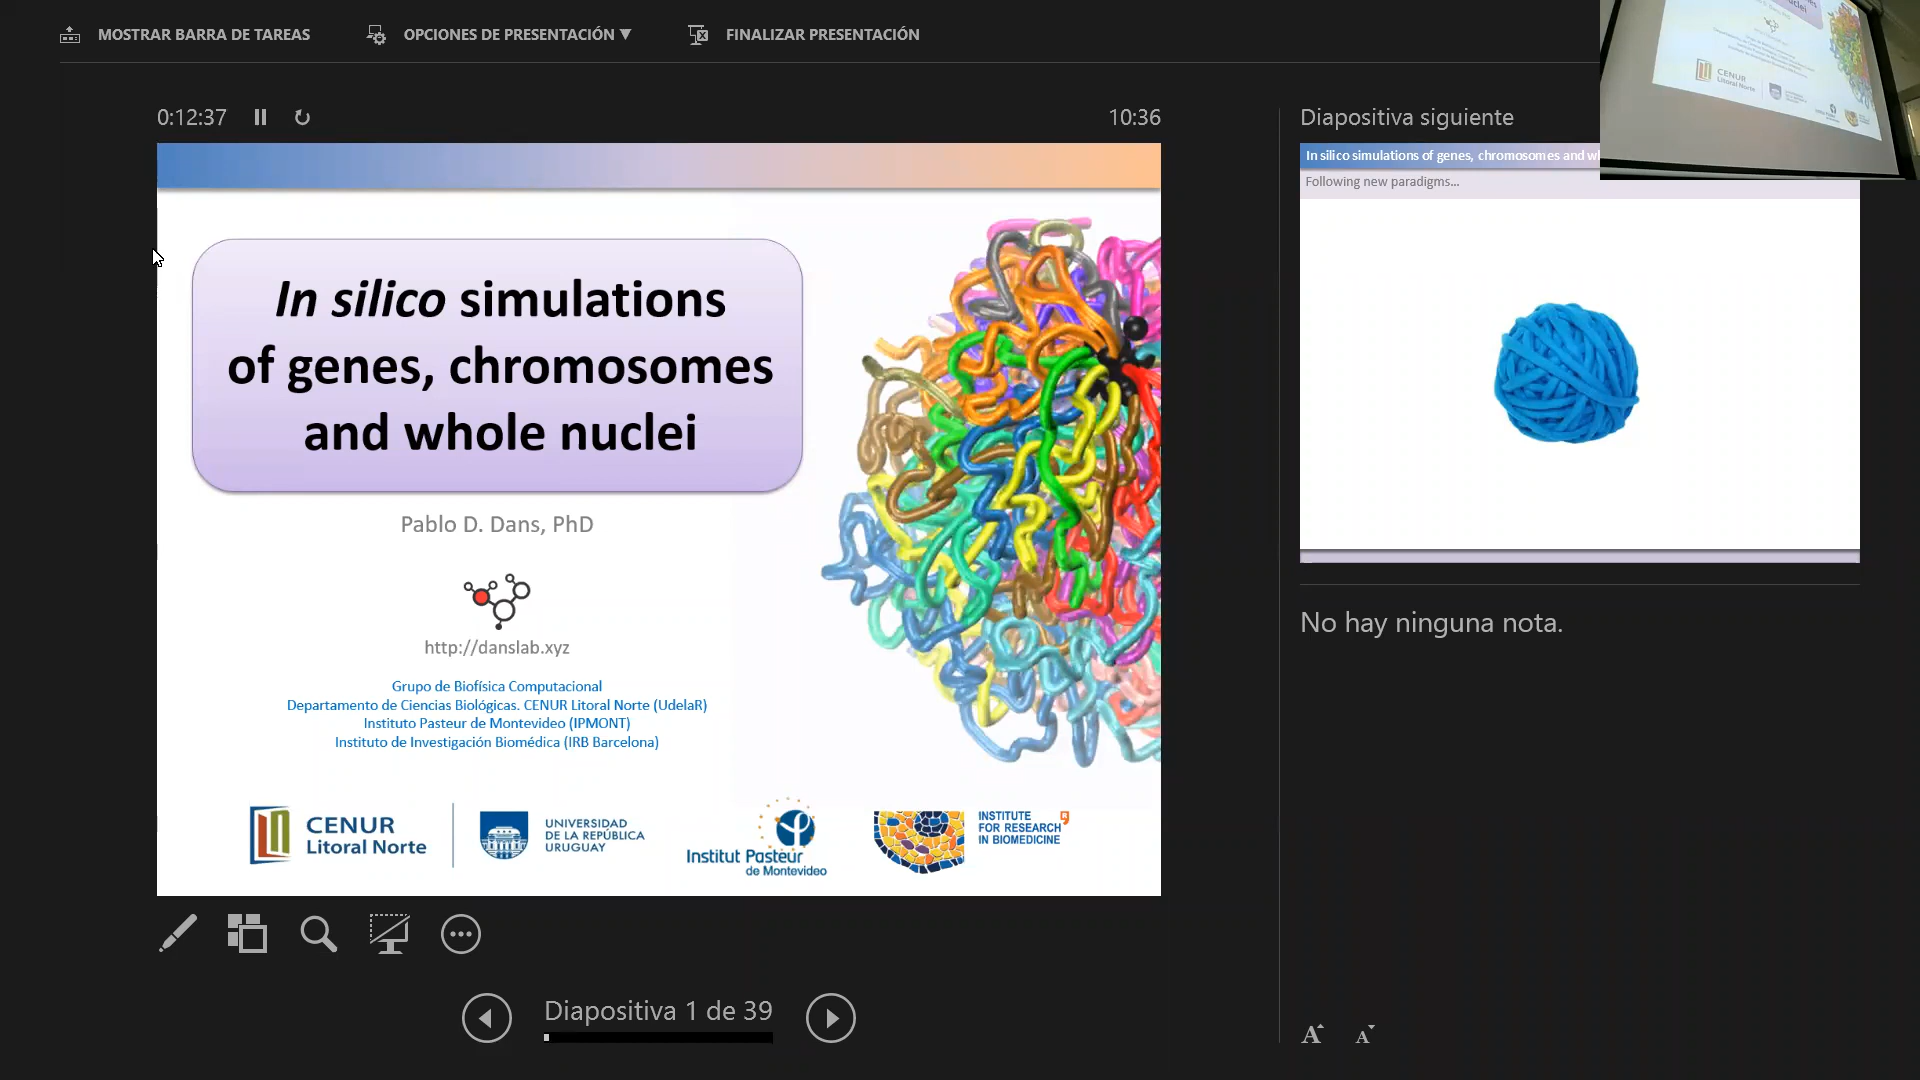 MOSTRAR BARRA DE TAREAS
OPCIONES DE PRESENTACIÓN ▼
FINALIZAR PRESENTACIÓN
0:12:37
10:36
In silico simulations
of genes, chromosomes
and whole nuclei
Pablo D. Dans, PhD
http://danslab.xyz
Grupo de Biofísica Computacional
Departamento de Ciencias Biológicas. CENUR Litoral Norte (UdelaR)
Instituto Pasteur de Montevideo (IPMONT)
Instituto de Investigación Biomédica (IRB Barcelona)
CENUR
Litoral Norte
UNIVERSIDAD
DE LA REPÚBLICA
URUGUAY
Institut Pasteur
de Montevideo
INSTITUTE
FOR RESEARCH
IN BIOMEDICINE
Diapositiva 1 de 39
Diapositiva siguiente
In silico simulations of genes, chromosomes and
Following new paradigms...
No hay ninguna nota.
A A
CENUR
Litoral Norte